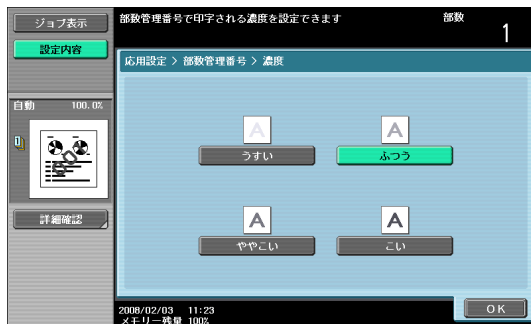 ジョブ表示
設定内容
部数管理番号で印字される濃度を設定できます
部数
1
応用設定 > 部数管理番号 > 濃度
自動 100.0%
1
A
うすい
A
ふつう
A
ややこい
A
こい
詳細確認
2008/02/03 11:23
メモリー残量 100%
OK